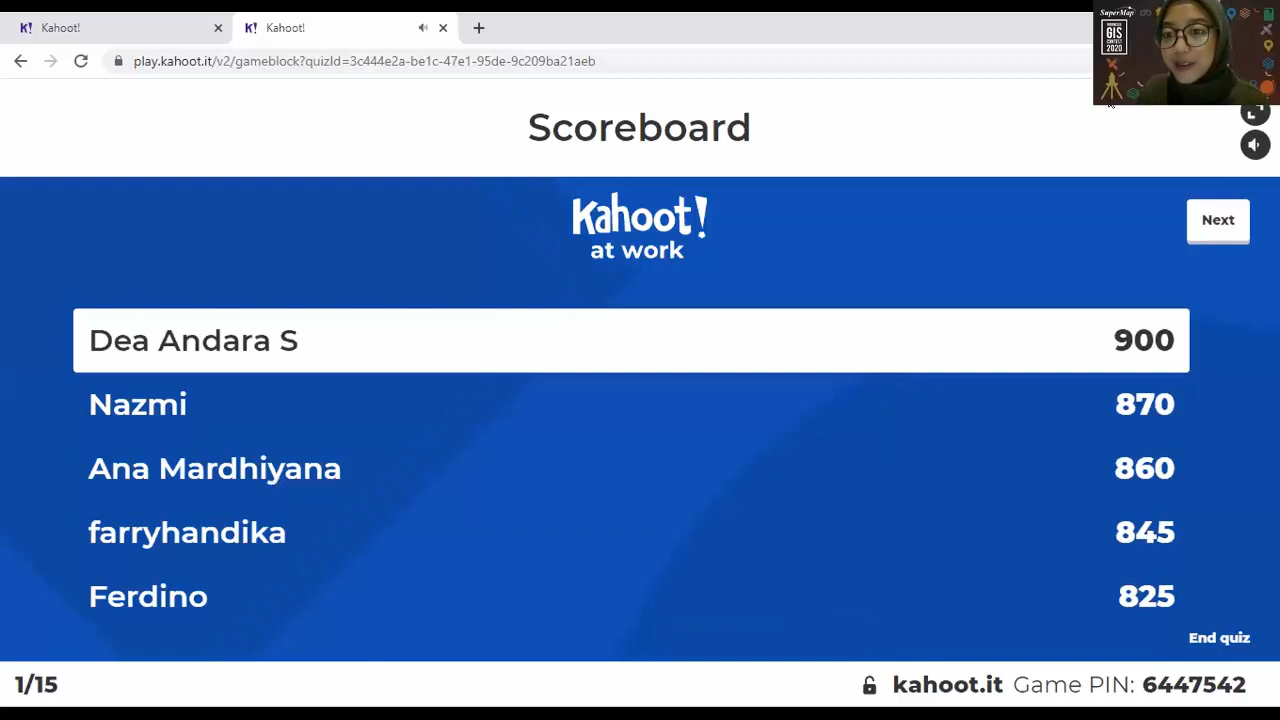 Kahoot!
Kahoot!
play.kahoot.it/v2/gameblock?quizId=3c444e2a-be1c-47e1-95de-9c209ba21aeb
SuperMap
GIS
CONTEST
2020
Scoreboard
Kahoot!
at work
Next
Dea Andara S 900
Nazmi 870
Ana Mardhiyana 860
farryhandika 845
Ferdino 825
End quiz
1/15
kahoot.it Game PIN: 6447542